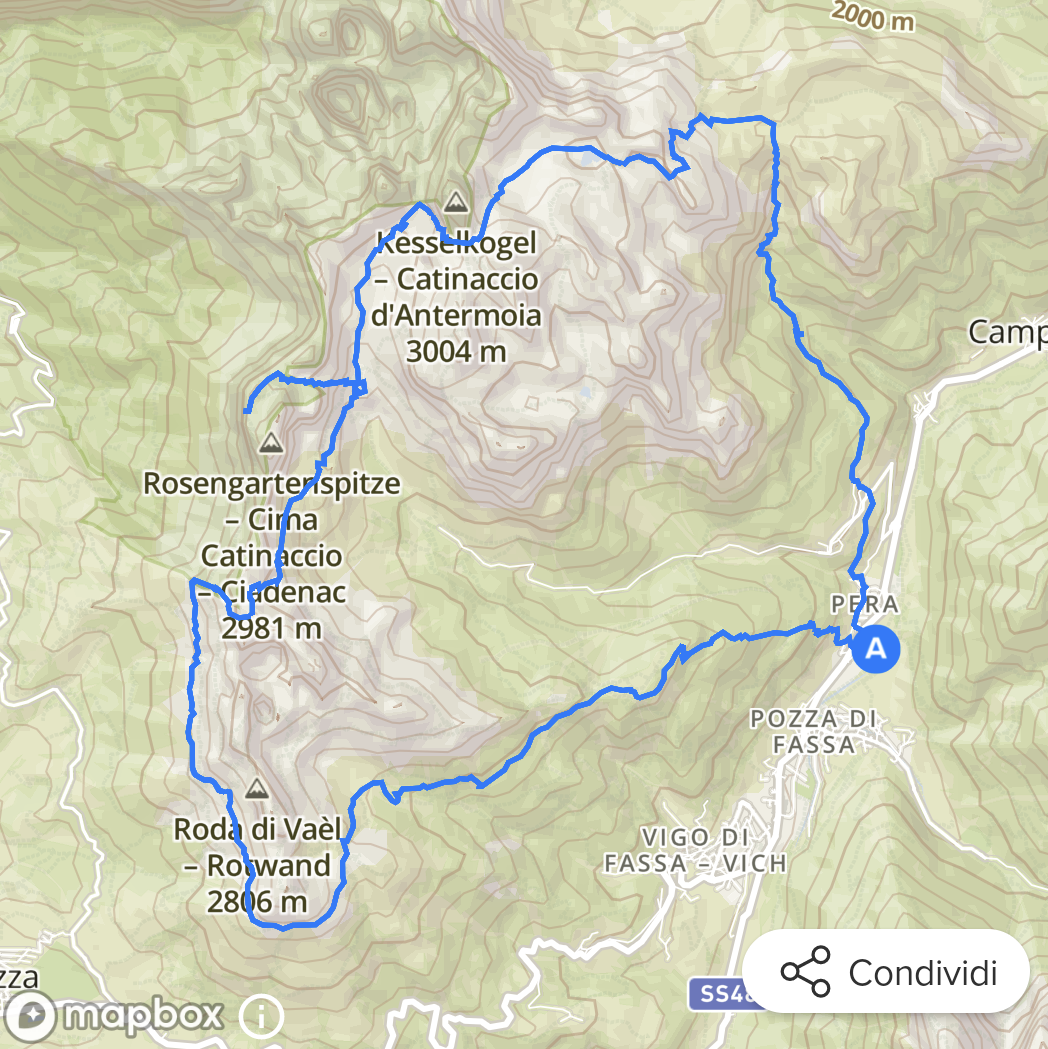 2000 m
Kesselkogel
– Catinaccio
d'Antermoia
3004 m
Camp
Rosengartenspitze
– Cima
Catinaccio
– Ciadenac
2981 m
PERA
A
POZZA DI
FASSA
Roda di Vaèl
– Rotwand
2806 m
VIGO DI
FASSA – VICH
zza
SS48
Condividi
mapbox
i